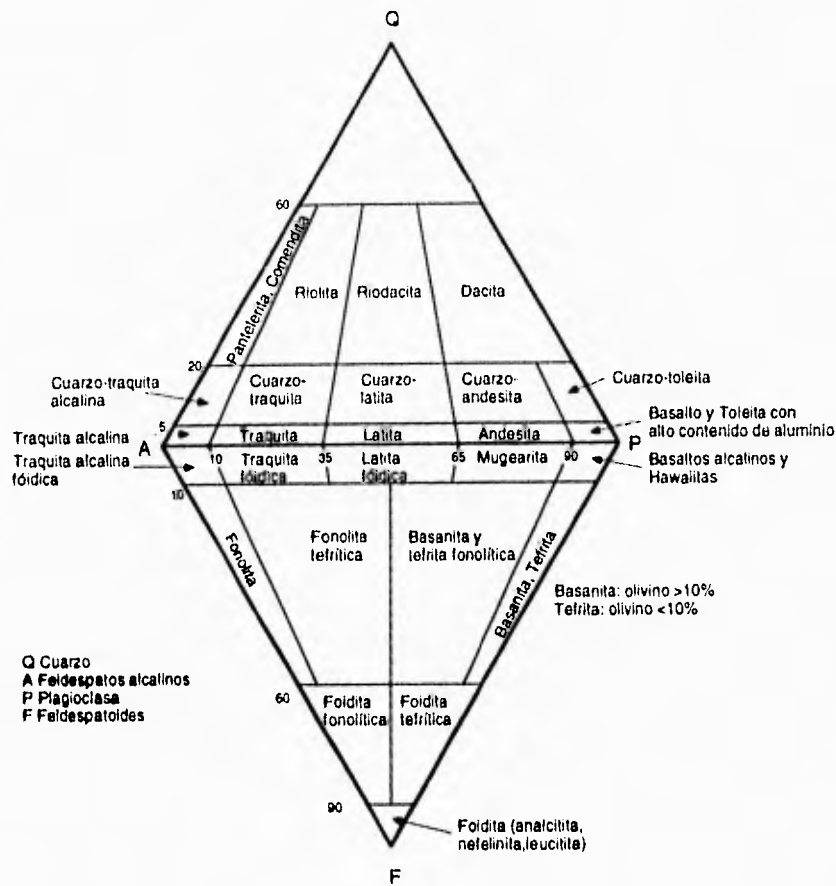 Q
60
Pantelerita, Comendita
Riolita
Riodacita
Dacita
20
Cuarzo-traquita
alcalina
Cuarzo-
traquita
Cuarzo-
latita
Cuarzo-
andesita
Cuarzo-toleita
5
Traquita alcalina
Traquita
Latita
Andesita
Basalto y Toleita con
alto contenido de aluminio
A
P
Traquita alcalina
fóidica
10
Traquita
fóidica
35
Latita
fóidica
65
Mugearita
90
Basaltos alcalinos y
Hawaiitas
10
Fonolita
Fonolita
tefrítica
Basanita y
tefrita fonolítica
Basanita, Tefrita
Basanita: olivino >10%
Tefrita: olivino <10%
Q Cuarzo
A Feldespatos alcalinos
P Plagioclasa
F Feldespatoides
60
Foidita
fonolítica
Foidita
tefrítica
90
Foidita (analcitita,
nefelinita,leucitita)
F